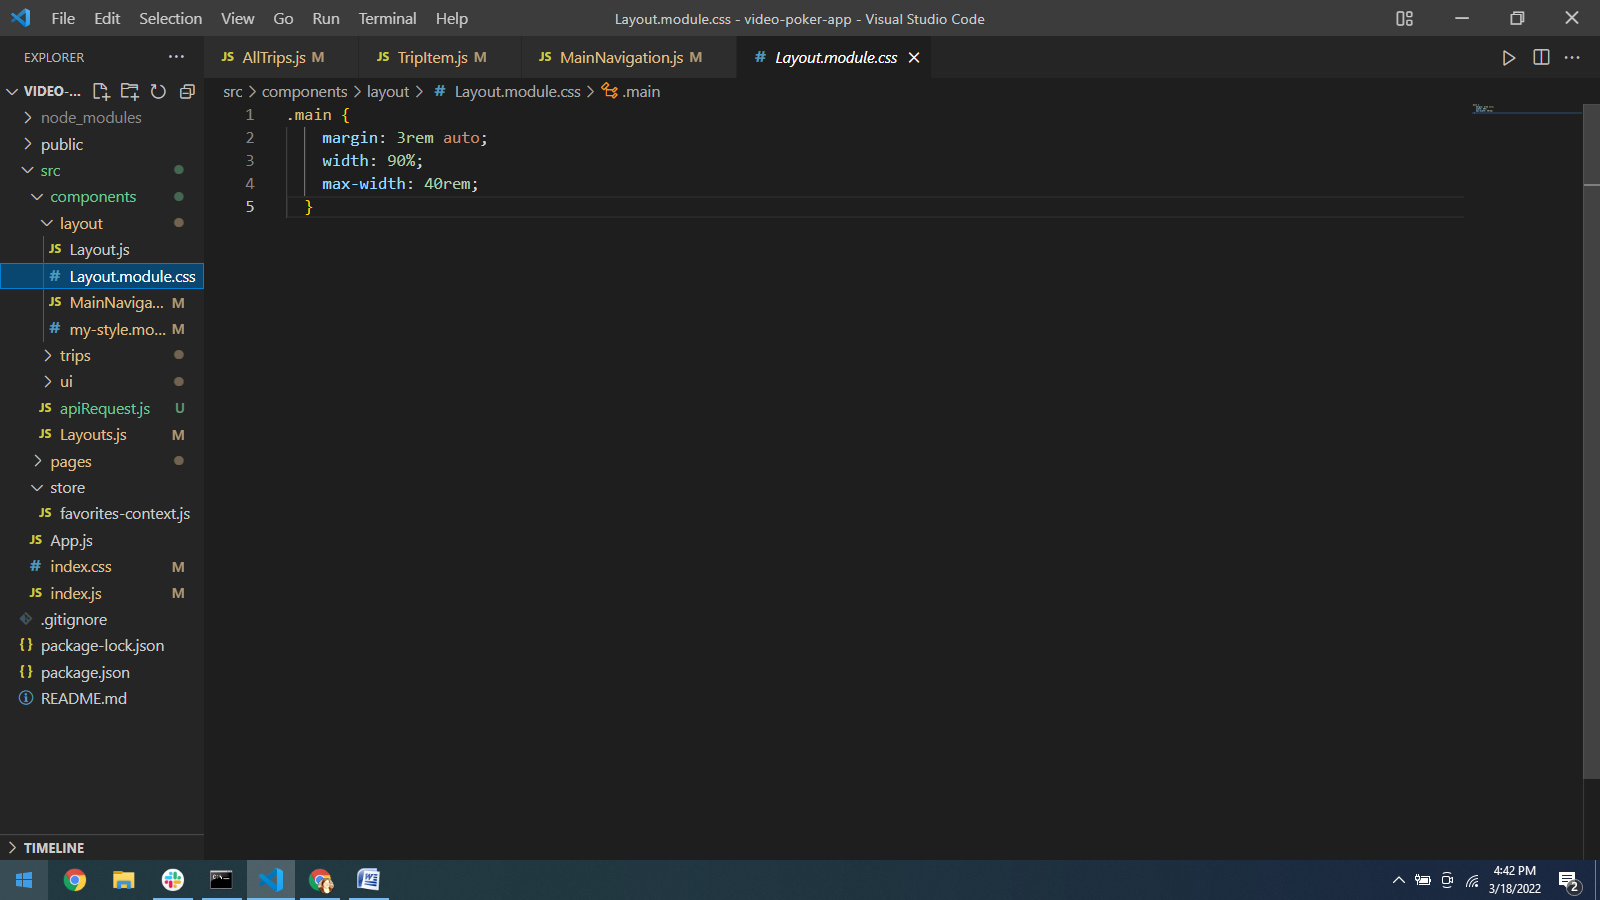 File Edit Selection View Go Run Terminal Help
Layout.module.css - video-poker-app - Visual Studio Code
EXPLORER
JS AllTrips.js M
JS TripItem.js M
JS MainNavigation.js M
# Layout.module.css
VIDEO-...
src > components > layout > # Layout.module.css > .main
node_modules
public
src
components
layout
JS Layout.js
# Layout.module.css
JS MainNaviga... M
# my-style.mo... M
trips
ui
JS apiRequest.js U
JS Layouts.js M
pages
store
JS favorites-context.js
JS App.js
# index.css M
JS index.js M
.gitignore
{} package-lock.json
{} package.json
README.md
TIMELINE
1 .main {
2 margin: 3rem auto;
3 width: 90%;
4 max-width: 40rem;
5 }
4:42 PM
3/18/2022
2